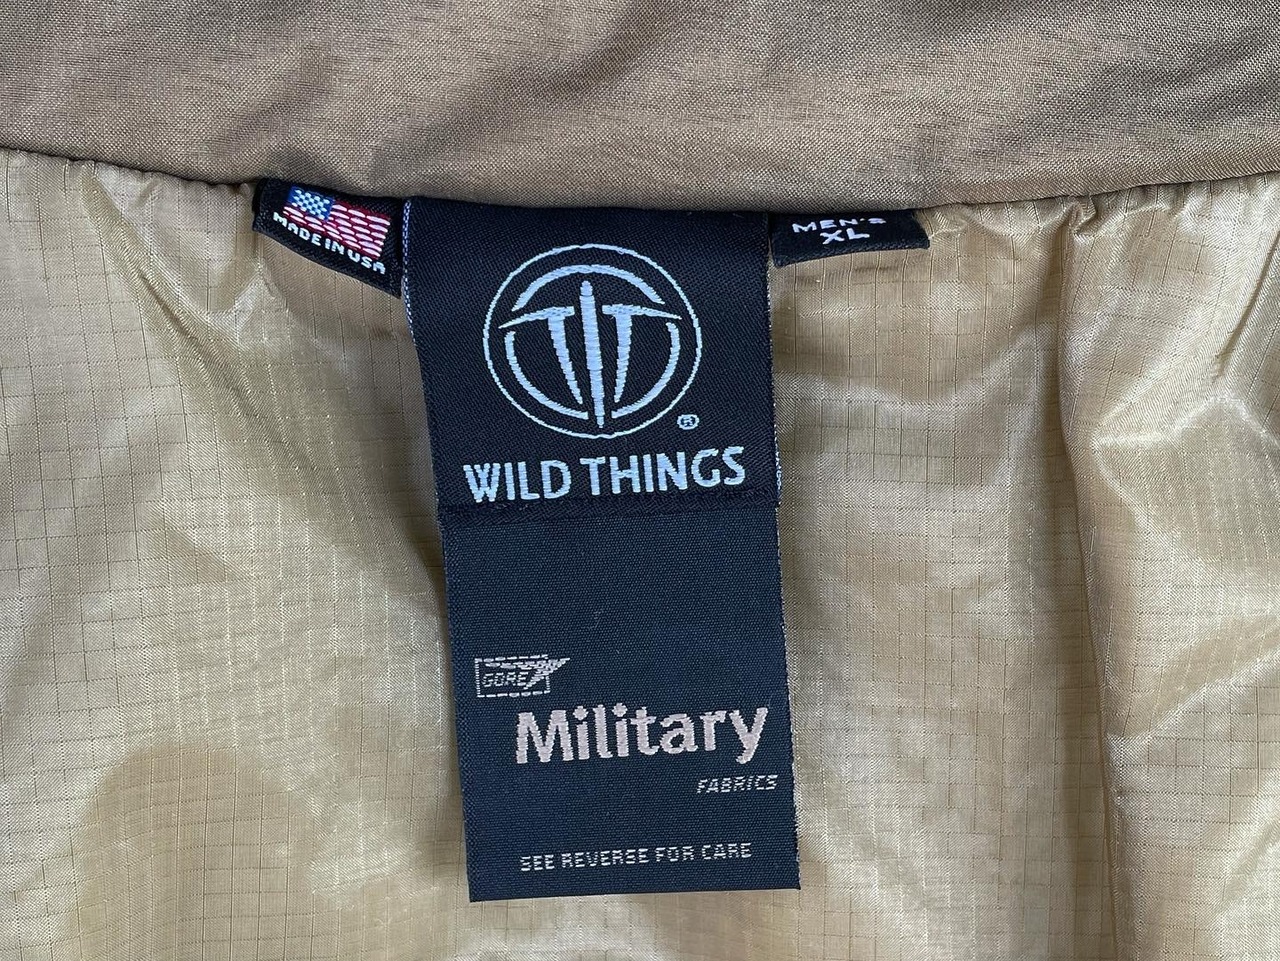 MADE IN USA
MEN'S
XL
®
WILD THINGS
GORE
Military
FABRICS
SEE REVERSE FOR CARE